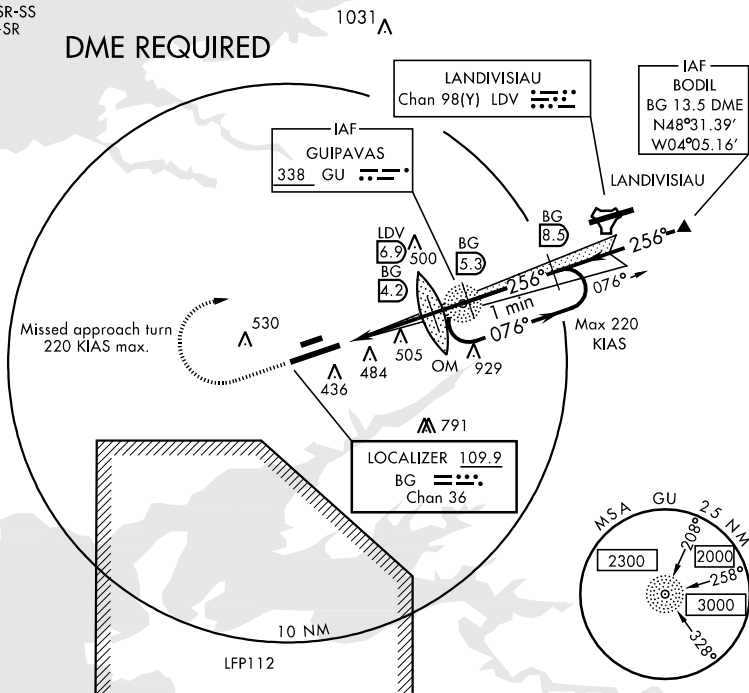 SR-SS
-SR
DME REQUIRED
1031
LANDIVISIAU
Chan 98(Y) LDV
IAF
BODIL
BG 13.5 DME
N48°31.39'
W04°05.16'
IAF
GUIPAVAS
338 GU
LANDIVISIAU
LDV
6.9
500
BG
4.2
BG
5.3
BG
8.5
256°
256°
076°
1 min
076°
Max 220
KIAS
Missed approach turn
220 KIAS max.
530
505
484
436
OM
929
791
LOCALIZER 109.9
BG
Chan 36
MSA GU 25 NM
208°
2300
2000
258°
3000
328°
10 NM
LFP112